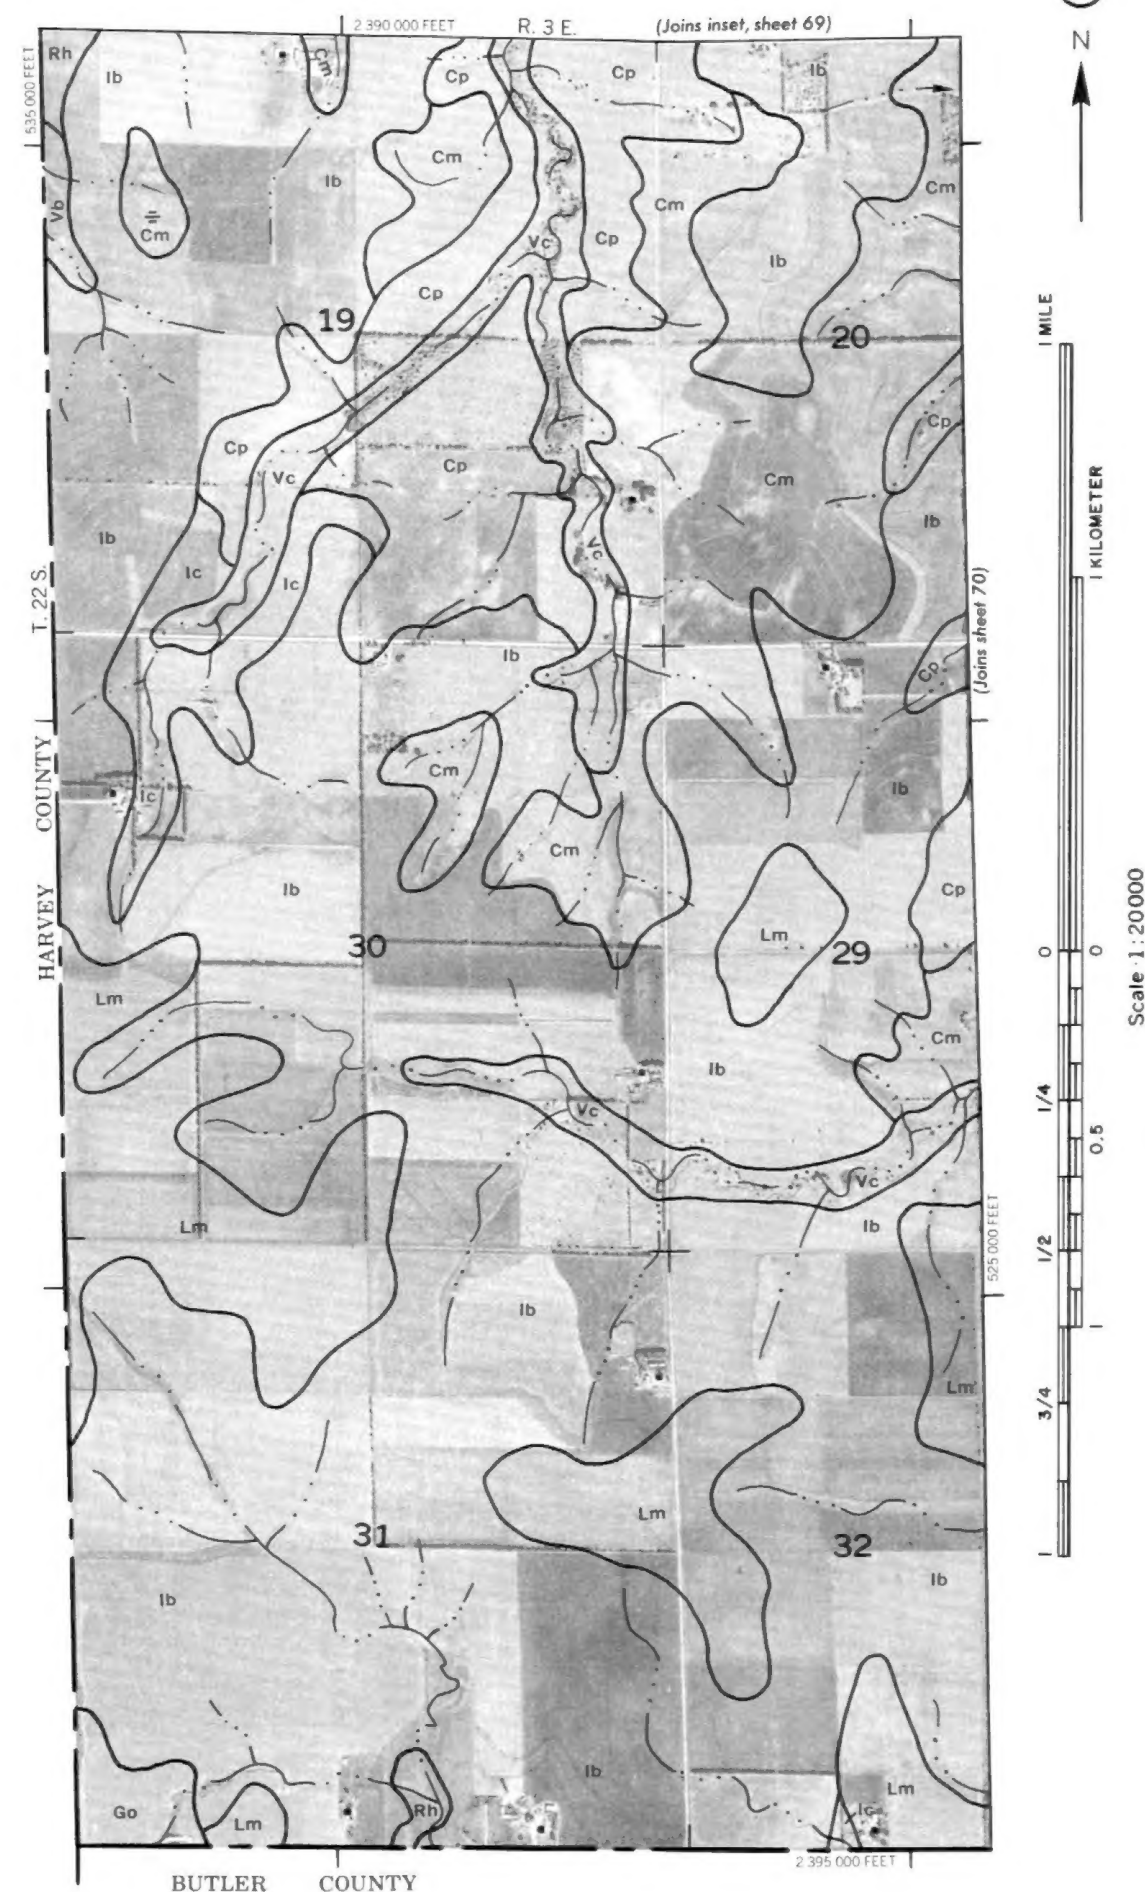 2 390 000 FEET
R. 3 E.
(Joins inset, sheet 69)
N
535 000 FEET
Rh
Ib
Cm
Cp
Cp
Ib
Cm
Ib
Cm
Cm
Vb
Cm
Vc
Cp
Ib
Cp
19
20
1 MILE
Cp
Cp
Vc
Cp
Cm
1 KILOMETER
Ib
Ib
Vc
Ic
Ic
T. 22 S.
(Joins sheet 70)
Ib
Cp
Cm
Ib
Ic
HARVEY COUNTY
Cm
Ib
Cp
Lm
30
29
0
0
Scale 1:20000
Lm
Cm
Ib
Vc
1/4
0.5
Vc
Ib
Lm
525 000 FEET
1/2
Ib
1
Lm
3/4
Lm
31
32
1
Ib
Ib
Ib
Lm
Go
Lm
Rh
Ic
2 395 000 FEET
BUTLER COUNTY